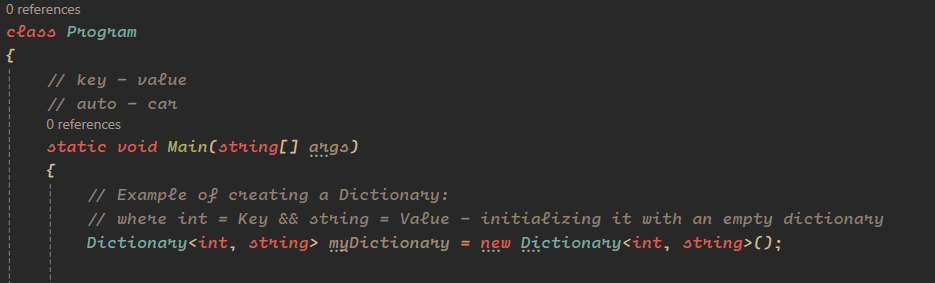 0 references
class Program
{
// key - value
// auto - car
0 references
static void Main(string[] args)
{
// Example of creating a Dictionary:
// where int = Key && string = Value - initializing it with an empty dictionary
Dictionary<int, string> myDictionary = new Dictionary<int, string>();